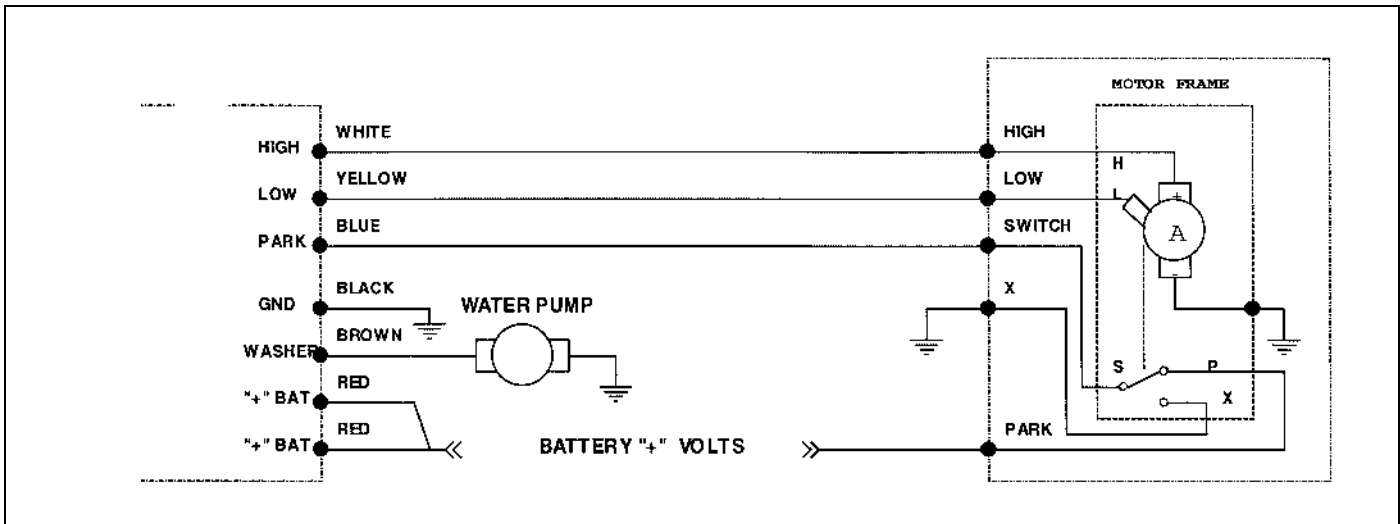 MOTOR FRAME
HIGH WHITE HIGH
H
LOW YELLOW LOW L
+
PARK BLUE SWITCH
A
-
GND BLACK X
WATER PUMP
WASHER BROWN
S P
"+" BAT RED X
"+" BAT RED BATTERY "+" VOLTS PARK